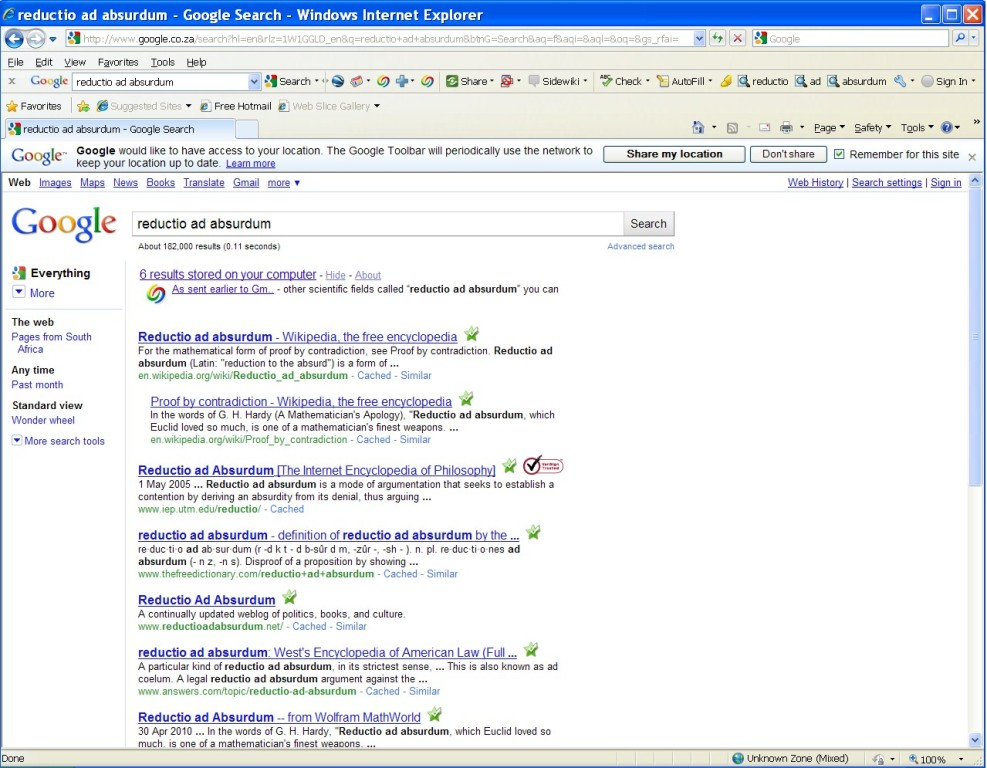 reductio ad absurdum - Google Search - Windows Internet Explorer
http://www.google.co.za/search?hl=en&rlz=1W1GGLD_en&q=reductio+ad+absurdum&btnG=Search&aq=f&aqi=&aql=&oq=&gs_rfai=
Google
File Edit View Favorites Tools Help
x Google reductio ad absurdum Search Share Sidewiki Check AutoFill reductio ad absurdum Sign In
Favorites Suggested Sites Free Hotmail Web Slice Gallery
reductio ad absurdum - Google Search
Page Safety Tools
Google Google would like to have access to your location. The Google Toolbar will periodically use the network to
keep your location up to date. Learn more
Share my location Don't share Remember for this site
Web Images Maps News Books Translate Gmail more ▼
Web History | Search settings | Sign in
Google reductio ad absurdum Search
About 182,000 results (0.11 seconds)
Advanced search
Everything
More
The web
Pages from South
Africa
Any time
Past month
Standard view
Wonder wheel
More search tools
6 results stored on your computer - Hide - About
As sent earlier to Gm.. - other scientific fields called “reductio ad absurdum” you can
Reductio ad absurdum - Wikipedia, the free encyclopedia
For the mathematical form of proof by contradiction, see Proof by contradiction. Reductio ad
absurdum (Latin: "reduction to the absurd") is a form of ...
en.wikipedia.org/wiki/Reductio_ad_absurdum - Cached - Similar
Proof by contradiction - Wikipedia, the free encyclopedia
In the words of G. H. Hardy (A Mathematician's Apology), "Reductio ad absurdum, which
Euclid loved so much, is one of a mathematician's finest weapons. ...
en.wikipedia.org/wiki/Proof_by_contradiction - Cached - Similar
Reductio ad Absurdum [The Internet Encyclopedia of Philosophy]
VeriSign Trusted
1 May 2005 ... Reductio ad absurdum is a mode of argumentation that seeks to establish a
contention by deriving an absurdity from its denial, thus arguing ...
www.iep.utm.edu/reductio/ - Cached
reductio ad absurdum - definition of reductio ad absurdum by the ...
re·duc·ti·o ad ab·sur·dum (r -d k t - d b-sûr d m, -zûr -, -sh - ). n. pl. re·duc·ti·o·nes ad
absurdum (- n z, -n s). Disproof of a proposition by showing ...
www.thefreedictionary.com/reductio+ad+absurdum - Cached - Similar
Reductio Ad Absurdum
A continually updated weblog of politics, books, and culture.
www.reductioadabsurdum.net/ - Cached - Similar
reductio ad absurdum: West's Encyclopedia of American Law (Full ...
A particular kind of reductio ad absurdum, in its strictest sense, ... This is also known as ad
coelum. A legal reductio ad absurdum argument against the ...
www.answers.com/topic/reductio-ad-absurdum - Cached - Similar
Reductio ad Absurdum -- from Wolfram MathWorld
30 Apr 2010 ... In the words of G. H. Hardy, "Reductio ad absurdum, which Euclid loved so
much, is one of a mathematician's finest weapons. ...
Done Unknown Zone (Mixed) 100%